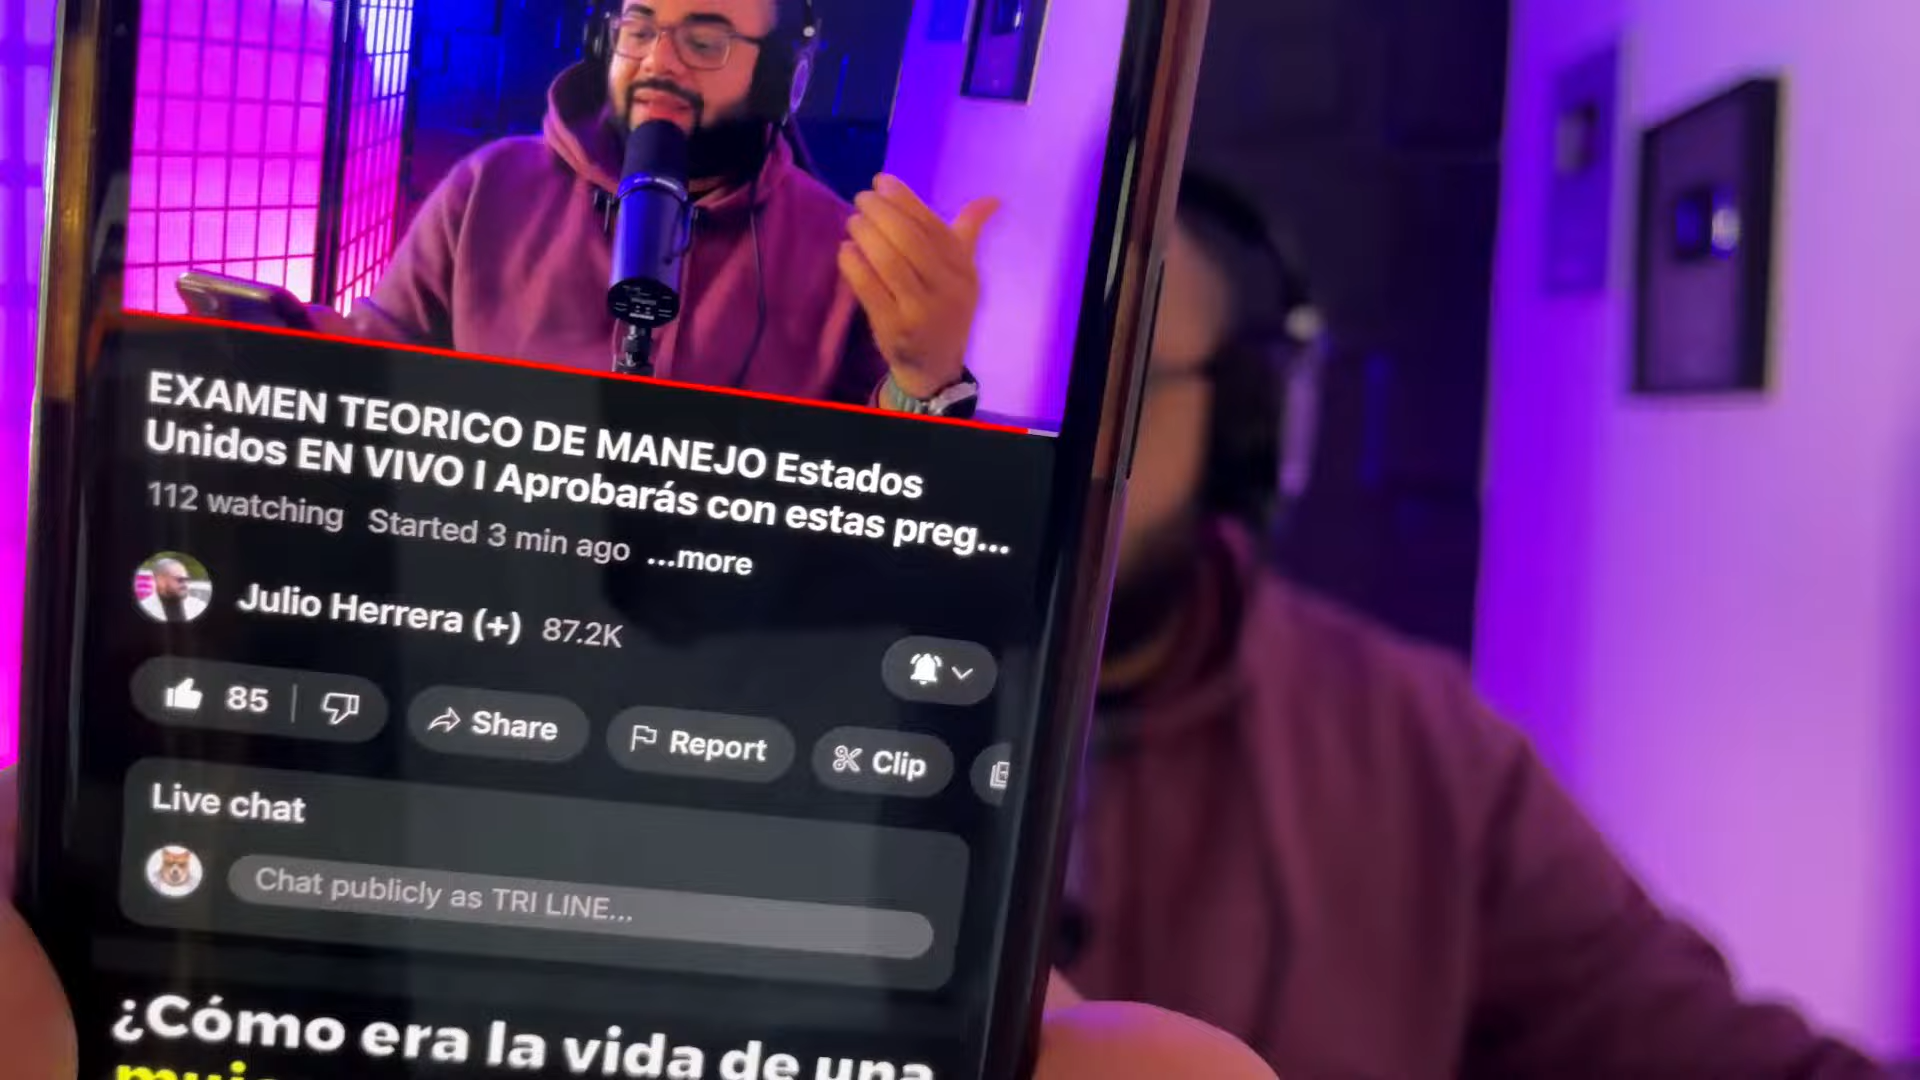 EXAMEN TEORICO DE MANEJO Estados
Unidos EN VIVO I Aprobarás con estas preg...
112 watching Started 3 min ago ...more
Julio Herrera (+) 87.2K
85
Share
Report
Clip
Live chat
Chat publicly as TRI LINE...
¿Cómo era la vida de una